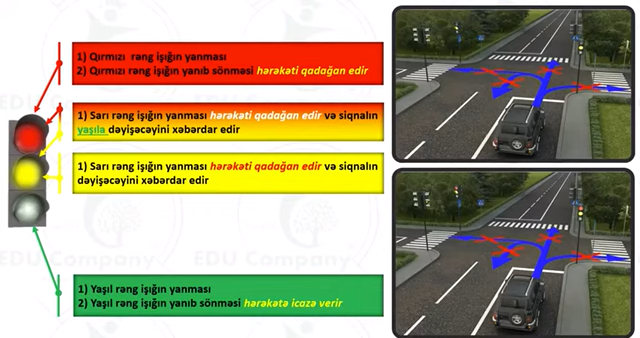 1) Qırmızı rəng işığın yanması
2) Qırmızı rəng işığın yanıb sönməsi hərəkəti qadağan edir
1) Sarı rəng işığın yanması hərəkəti qadağan edir və siqnalın
yaşıla dəyişəcəyini xəbərdar edir
1) Sarı rəng işığın yanması hərəkəti qadağan edir və siqnalın
dəyişəcəyini xəbərdar edir
EDU Company
1) Yaşıl rəng işığın yanması
2) Yaşıl rəng işığın yanıb sönməsi hərəkətə icazə verir